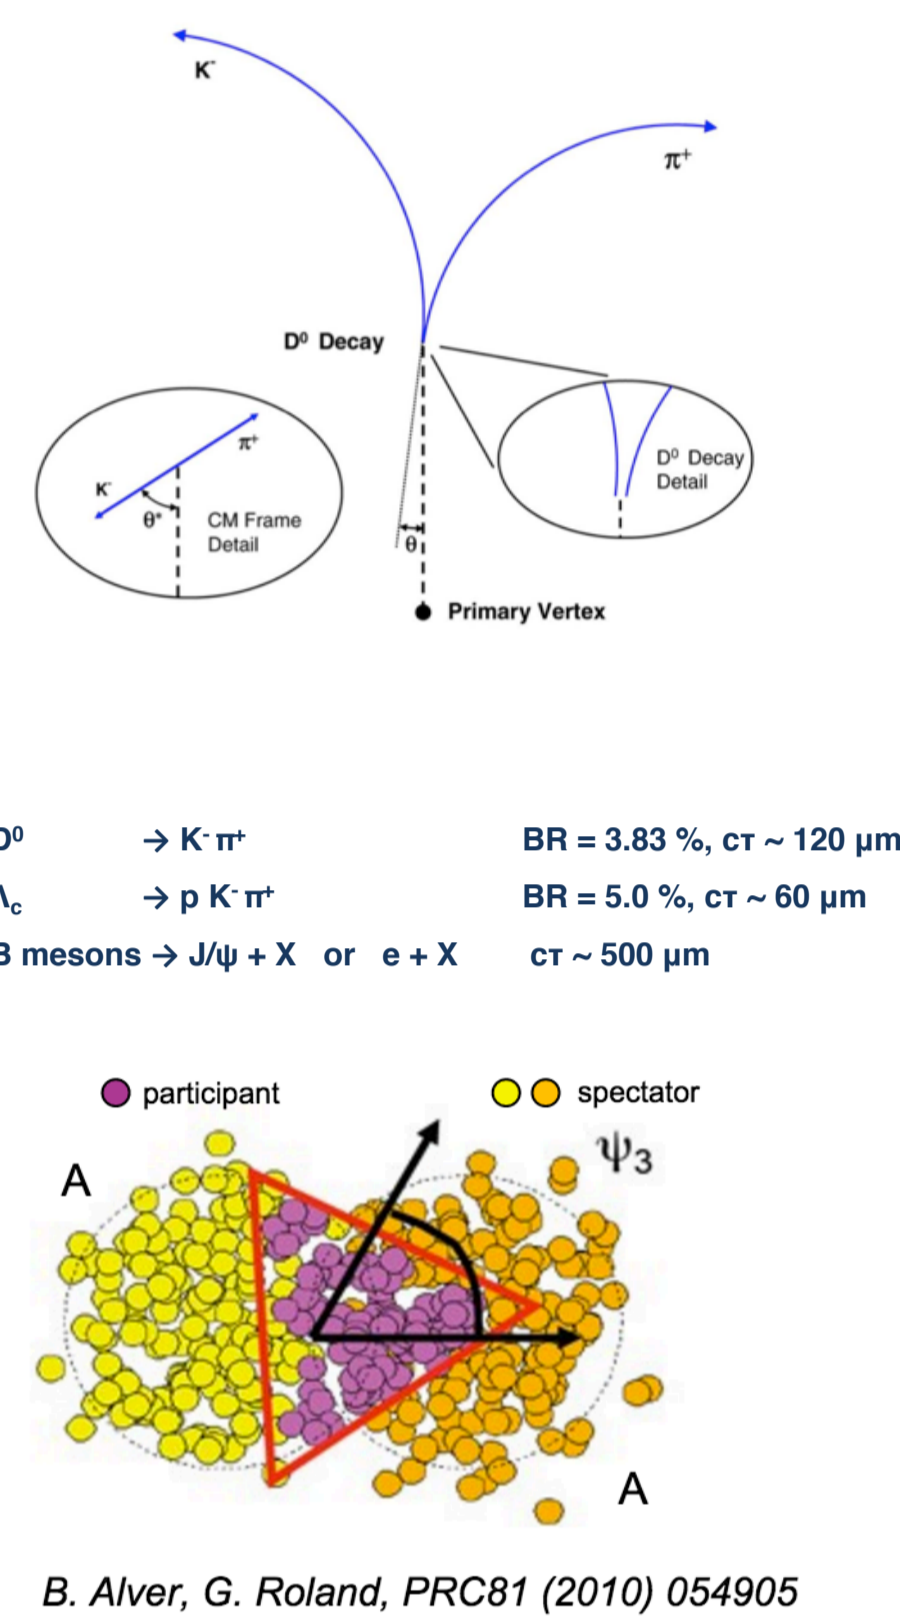 K⁻
π⁺
D⁰ Decay
π⁺
K⁻
θ*
CM Frame
Detail
D⁰ Decay
Detail
θ
Primary Vertex
D⁰ → K⁻ π⁺ BR = 3.83 %, cτ ~ 120 μm
Λc → p K⁻ π⁺ BR = 5.0 %, cτ ~ 60 μm
B mesons → J/ψ + X or e + X cτ ~ 500 μm
participant spectator
A
ψ₃
A
B. Alver, G. Roland, PRC81 (2010) 054905